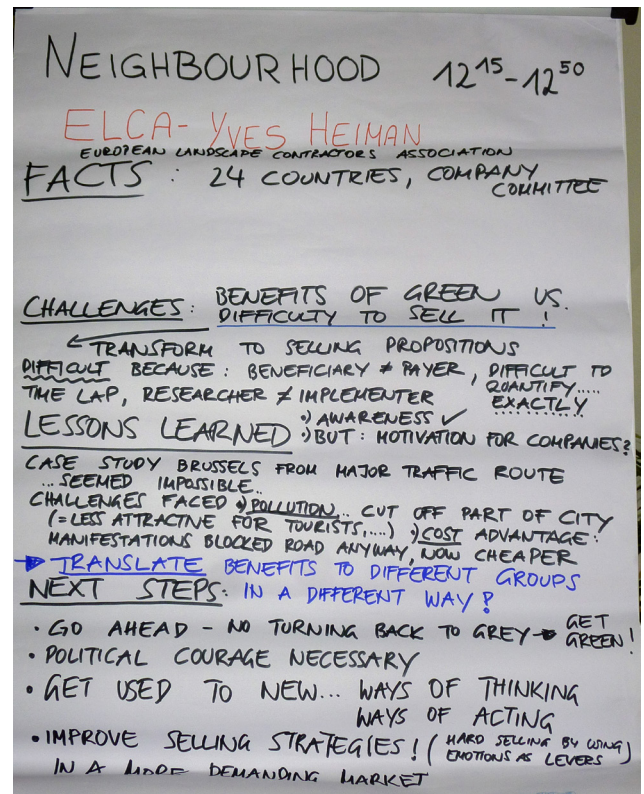 NEIGHBOURHOOD 12 15 - 12 50
ELCA - YVES HEIMAN
EUROPEAN LANDSCAPE CONTRACTORS ASSOCIATION
FACTS : 24 COUNTRIES, COMPANY
COMMITTEE
CHALLENGES: BENEFITS OF GREEN VS.
DIFFICULTY TO SELL IT !
← TRANSFORM TO SELLING PROPOSITIONS
DIFFICULT BECAUSE : BENEFICIARY ≠ PAYER, DIFFICULT TO
QUANTIFY.....
TIME LAP, RESEARCHER ≠ IMPLEMENTER EXACTLY
LESSONS LEARNED •) AWARENESS ✓
•) BUT : MOTIVATION FOR COMPANIES?
CASE STUDY BRUSSELS FROM MAJOR TRAFFIC ROUTE
... SEEMED IMPOSSIBLE..
CHALLENGES FACED •) POLLUTION... CUT OFF PART OF CITY
(= LESS ATTRACTIVE FOR TOURISTS,....) •) COST ADVANTAGE :
MANIFESTATIONS BLOCKED ROAD ANYWAY, NOW CHEAPER
→ TRANSLATE BENEFITS TO DIFFERENT GROUPS
NEXT STEPS: IN A DIFFERENT WAY?
• GO AHEAD - NO TURNING BACK TO GREY → GET
GREEN!
• POLITICAL COURAGE NECESSARY
• GET USED TO NEW... WAYS OF THINKING
WAYS OF ACTING
• IMPROVE SELLING STRATEGIES! (HARD SELLING BY USING
EMOTIONS AS LEVERS)
IN A MORE DEMANDING MARKET